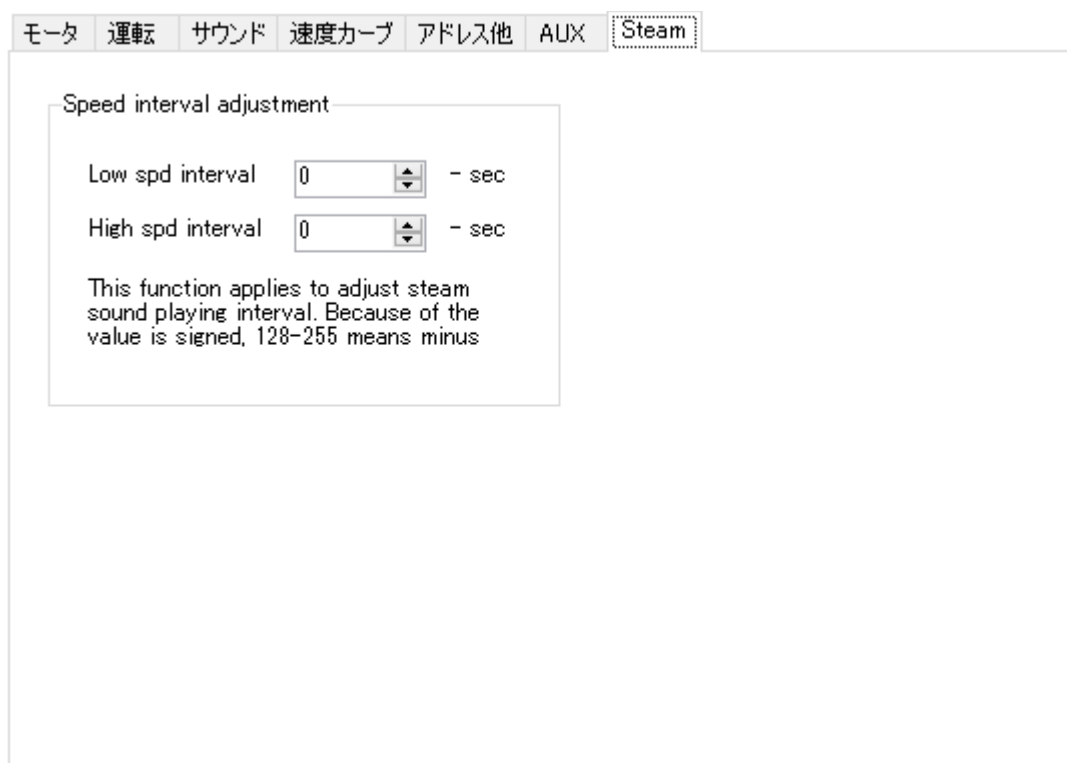 モータ 運転 サウンド 速度カーブ アドレス他 AUX Steam
Speed interval adjustment
Low spd interval 0 - sec
High spd interval 0 - sec
This function applies to adjust steam
sound playing interval. Because of the
value is signed, 128-255 means minus